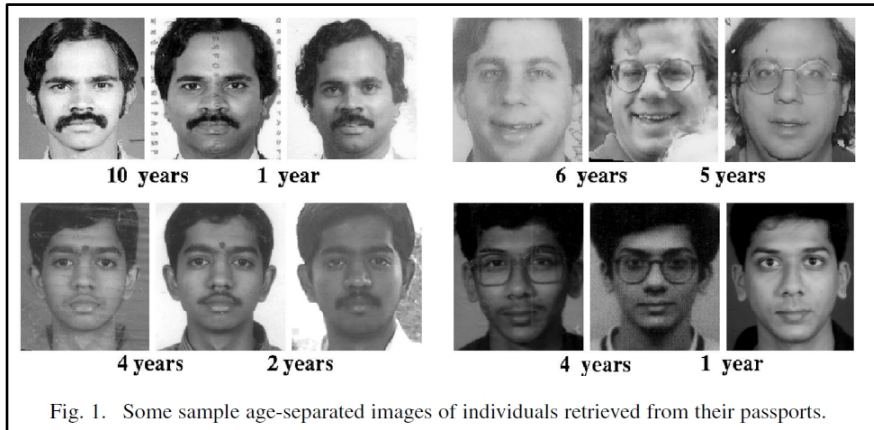 10 years 1 year 6 years 5 years
4 years 2 years 4 years 1 year
Fig. 1. Some sample age-separated images of individuals retrieved from their passports.